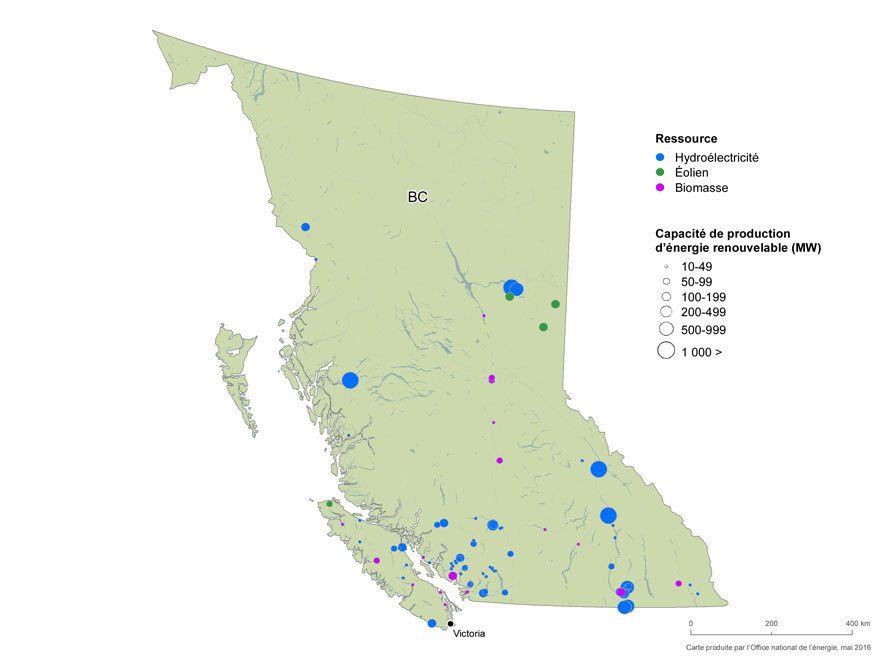 BC
Ressource
Hydroélectricité
Éolien
Biomasse
Capacité de production
d'énergie renouvelable (MW)
10-49
50-99
100-199
200-499
500-999
1 000 >
Victoria
0 200 400 km
Carte produite par l'Office national de l'énergie, mai 2016